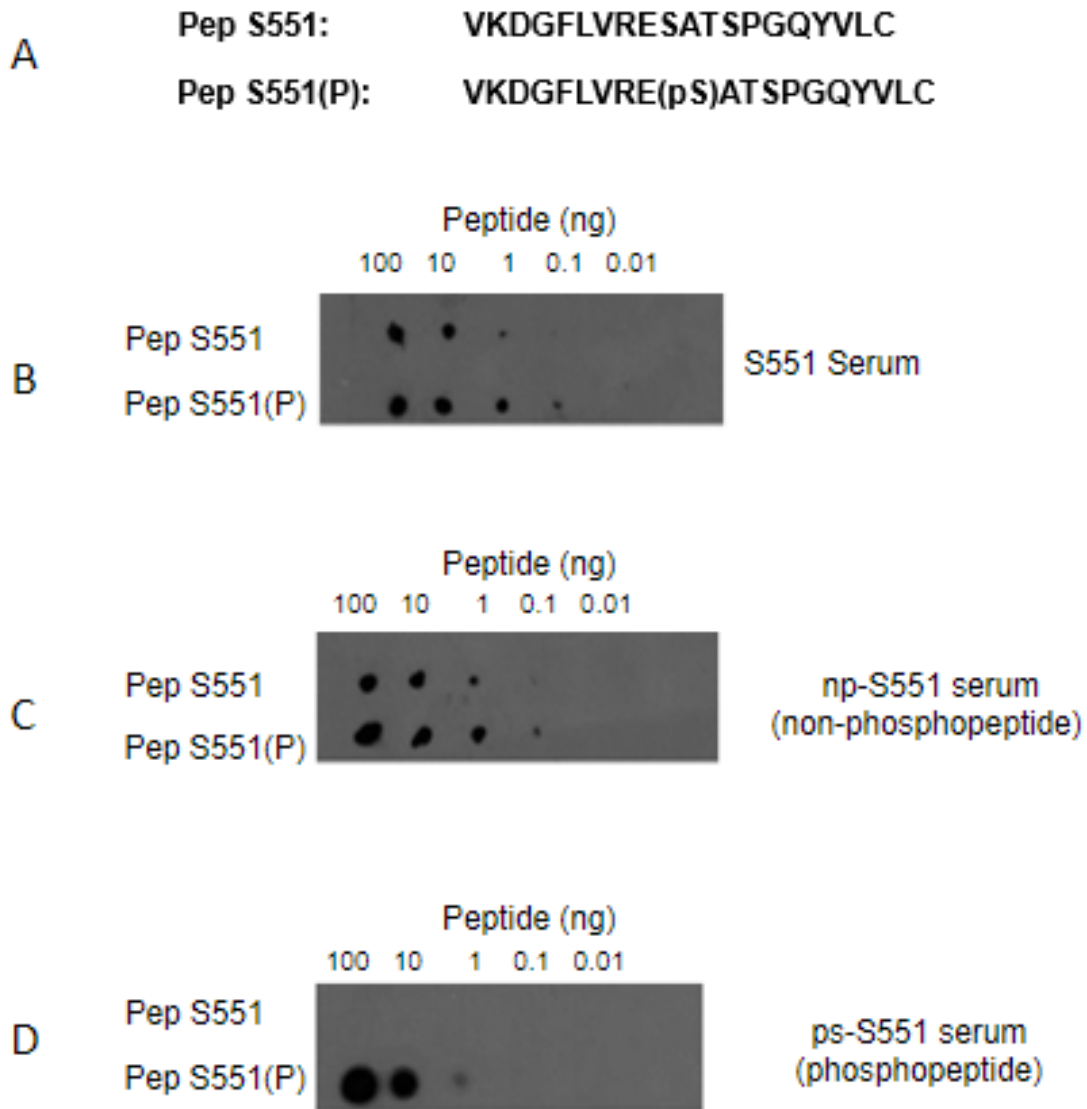 A
Pep S551: VKDGFLVRESATSPGQYVLC
Pep S551(P): VKDGFLVRE(pS)ATSPGQYVLC
B
Peptide (ng)
100 10 1 0.1 0.01
Pep S551
Pep S551(P)
S551 Serum
C
Peptide (ng)
100 10 1 0.1 0.01
Pep S551
Pep S551(P)
np-S551 serum
(non-phosphopeptide)
D
Peptide (ng)
100 10 1 0.1 0.01
Pep S551
Pep S551(P)
ps-S551 serum
(phosphopeptide)